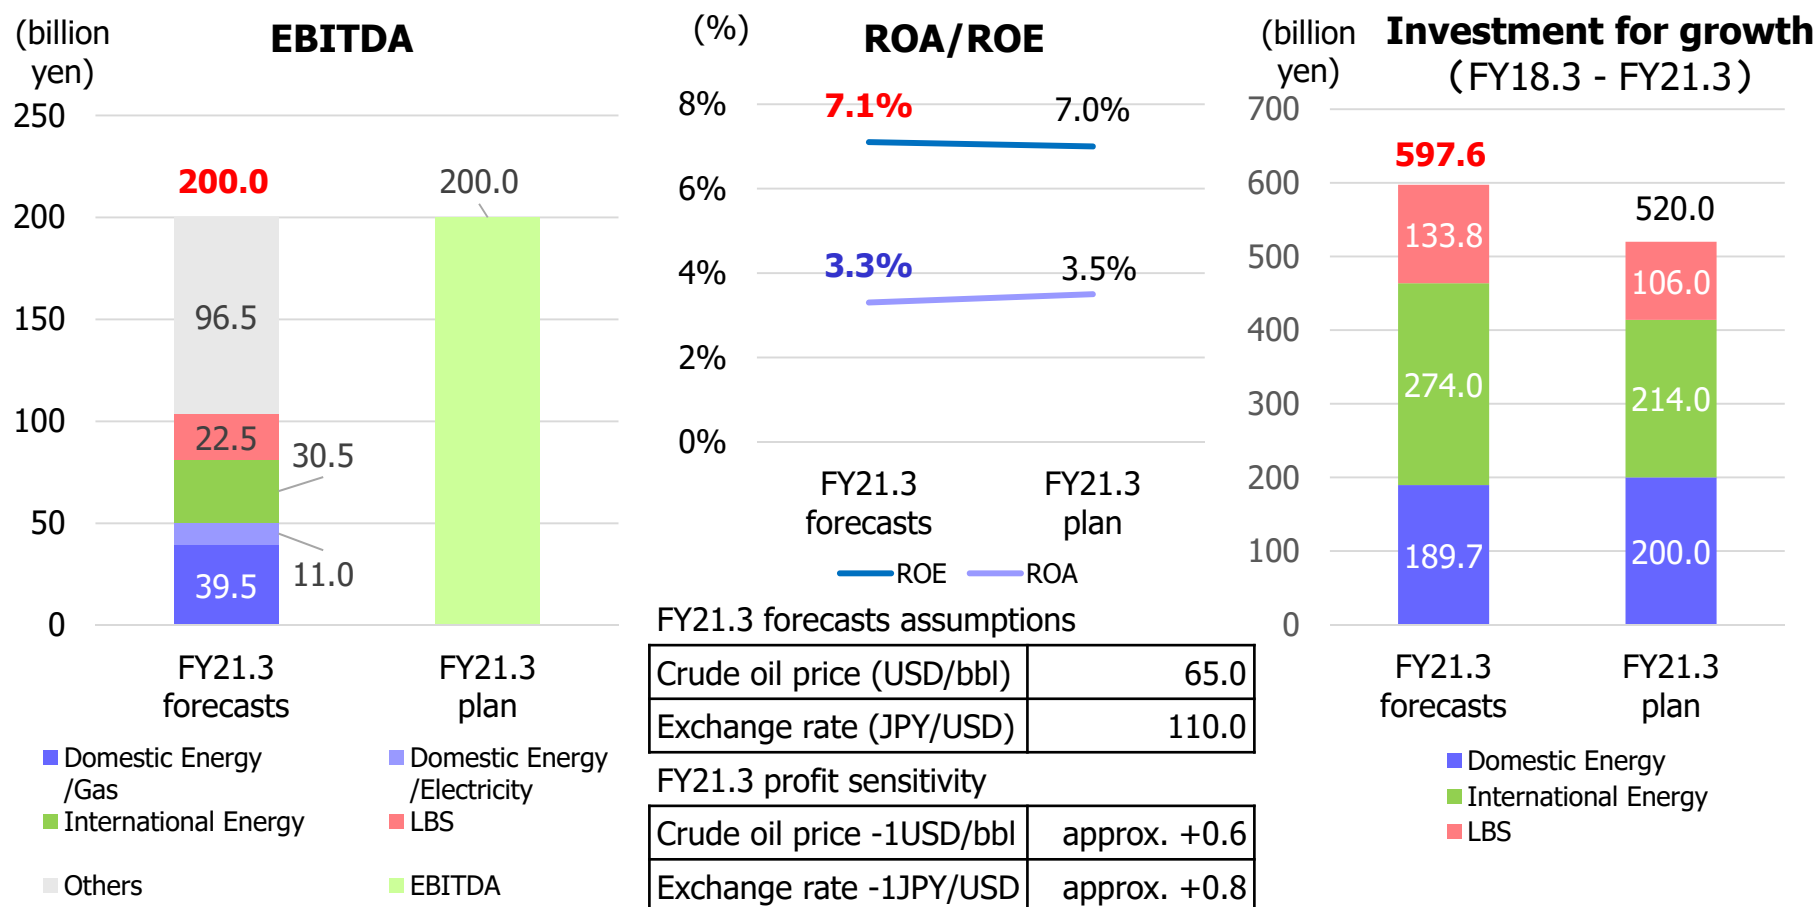 (billion
yen)
EBITDA
250
200
150
100
50
0
200.0
200.0
96.5
22.5
30.5
39.5
11.0
FY21.3
forecasts
FY21.3
plan
Domestic Energy
/Gas
Domestic Energy
/Electricity
International Energy
LBS
Others
EBITDA
(%)
ROA/ROE
8%
6%
4%
2%
0%
7.1%
7.0%
3.3%
3.5%
FY21.3
forecasts
FY21.3
plan
ROE
ROA
FY21.3 forecasts assumptions
Crude oil price (USD/bbl) 65.0
Exchange rate (JPY/USD) 110.0
FY21.3 profit sensitivity
Crude oil price -1USD/bbl approx. +0.6
Exchange rate -1JPY/USD approx. +0.8
(billion
yen)
Investment for growth
(FY18.3 - FY21.3)
700
600
500
400
300
200
100
0
597.6
520.0
133.8
106.0
274.0
214.0
189.7
200.0
FY21.3
forecasts
FY21.3
plan
Domestic Energy
International Energy
LBS